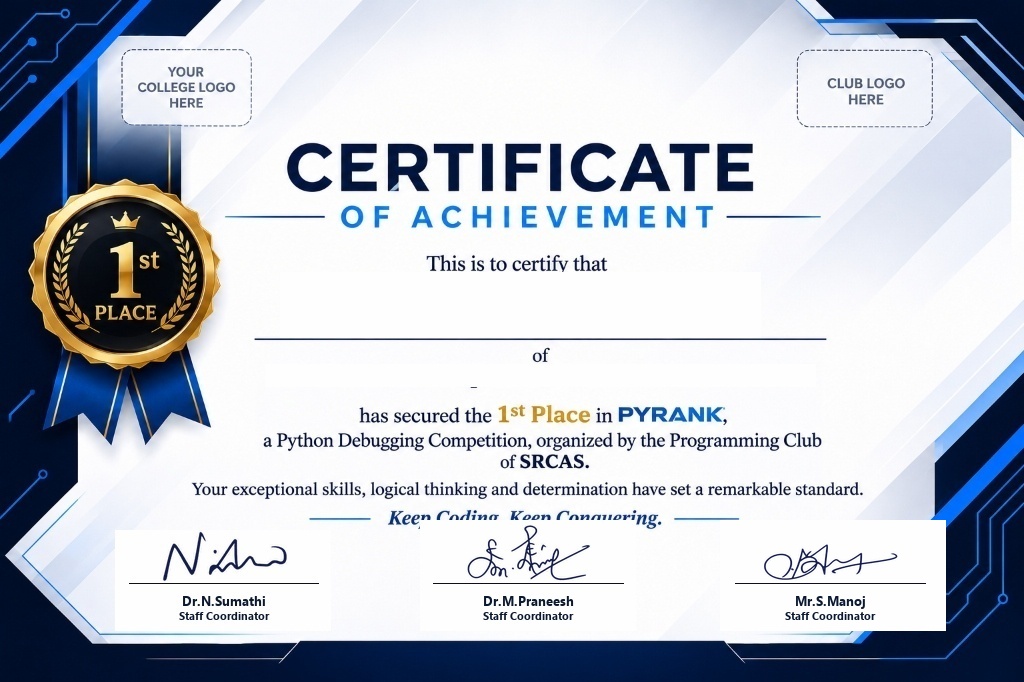 YOUR
COLLEGE LOGO
HERE
CLUB LOGO
HERE
CERTIFICATE
OF ACHIEVEMENT
This is to certify that
1st
PLACE
of
has secured the 1st Place in PYRANK,
a Python Debugging Competition, organized by the Programming Club
of SRCAS.
Your exceptional skills, logical thinking and determination have set a remarkable standard.
Keep Coding. Keep Conquering.
Dr.N.Sumathi
Staff Coordinator
Dr.M.Praneesh
Staff Coordinator
Mr.S.Manoj
Staff Coordinator